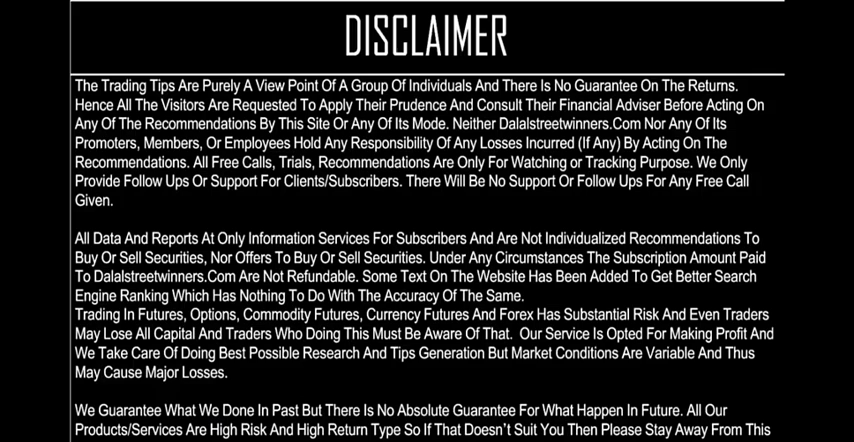 DISCLAIMER
The Trading Tips Are Purely A View Point Of A Group Of Individuals And There Is No Guarantee On The Returns.
Hence All The Visitors Are Requested To Apply Their Prudence And Consult Their Financial Adviser Before Acting On
Any Of The Recommendations By This Site Or Any Of Its Mode. Neither Dalalstreetwinners.Com Nor Any Of Its
Promoters, Members, Or Employees Hold Any Responsibility Of Any Losses Incurred (If Any) By Acting On The
Recommendations. All Free Calls, Trials, Recommendations Are Only For Watching or Tracking Purpose. We Only
Provide Follow Ups Or Support For Clients/Subscribers. There Will Be No Support Or Follow Ups For Any Free Call
Given.
All Data And Reports At Only Information Services For Subscribers And Are Not Individualized Recommendations To
Buy Or Sell Securities, Nor Offers To Buy Or Sell Securities. Under Any Circumstances The Subscription Amount Paid
To Dalalstreetwinners.Com Are Not Refundable. Some Text On The Website Has Been Added To Get Better Search
Engine Ranking Which Has Nothing To Do With The Accuracy Of The Same.
Trading In Futures, Options, Commodity Futures, Currency Futures And Forex Has Substantial Risk And Even Traders
May Lose All Capital And Traders Who Doing This Must Be Aware Of That. Our Service Is Opted For Making Profit And
We Take Care Of Doing Best Possible Research And Tips Generation But Market Conditions Are Variable And Thus
May Cause Major Losses.
We Guarantee What We Done In Past But There Is No Absolute Guarantee For What Happen In Future. All Our
Products/Services Are High Risk And High Return Type So If That Doesn't Suit You Then Please Stay Away From This